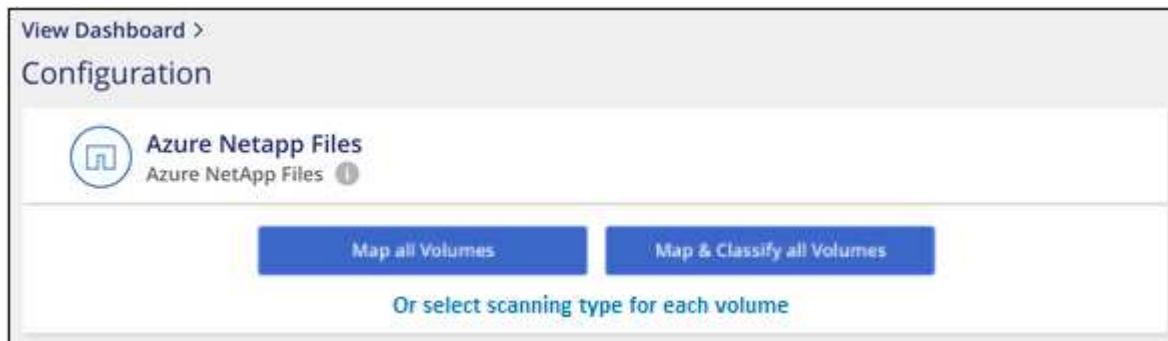 View Dashboard >
Configuration
Azure Netapp Files
Azure NetApp Files
Map all Volumes
Map & Classify all Volumes
Or select scanning type for each volume